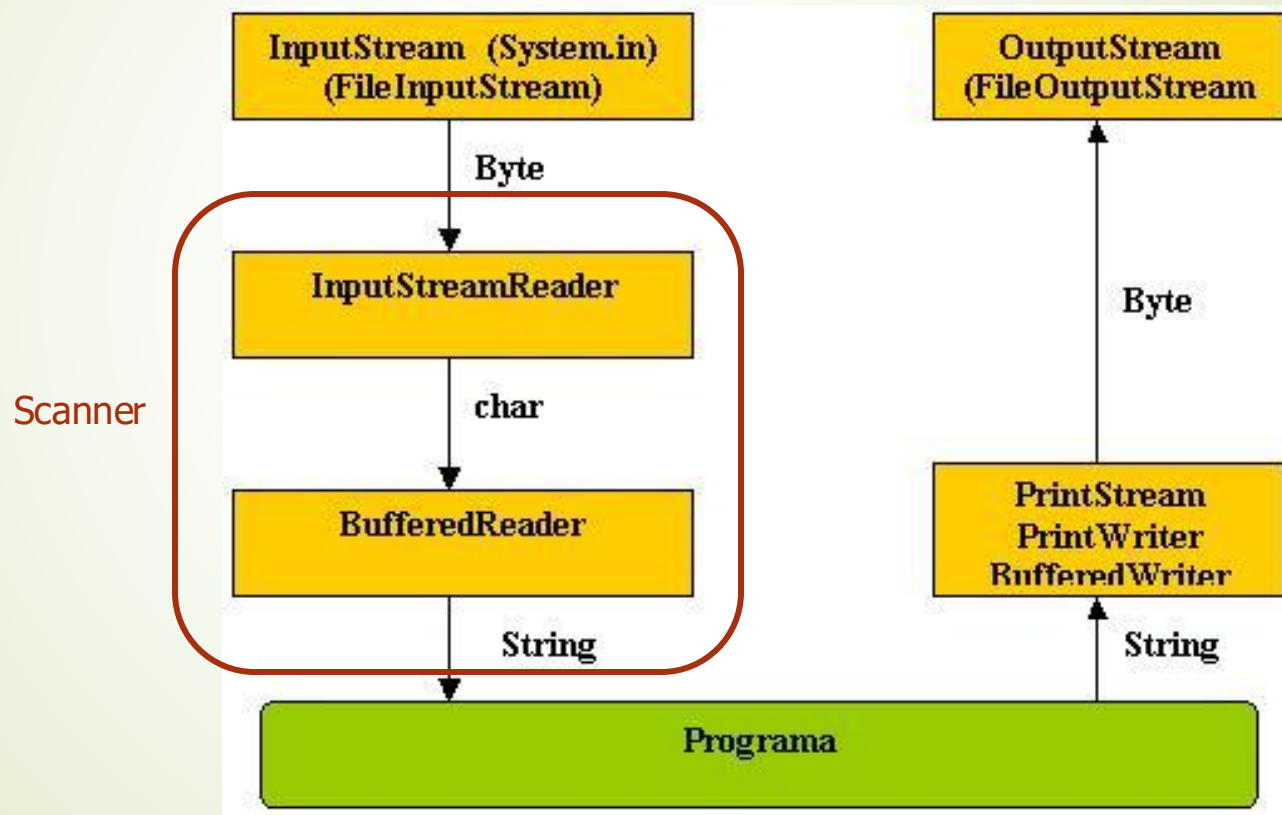 InputStream (System.in)
(FileInputStream)
Byte
InputStreamReader
char
BufferedReader
String
Scanner
OutputStream
(FileOutputStream
Byte
PrintStream
PrintWriter
BufferedWriter
String
Programa